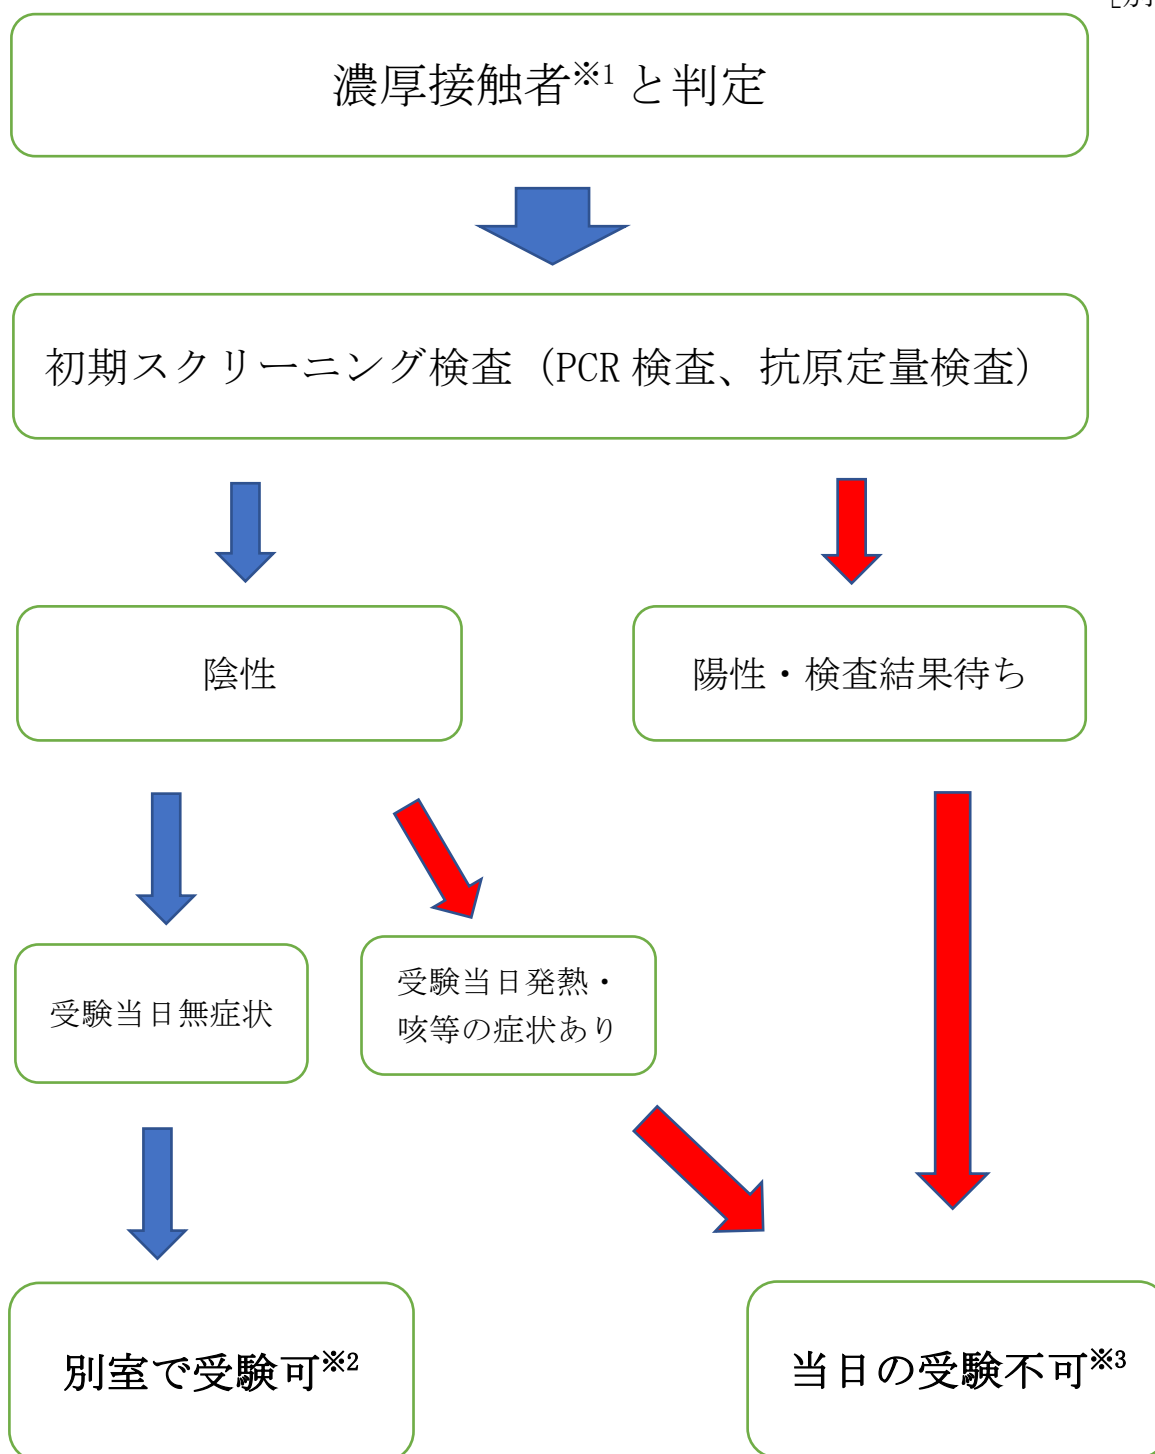 濃厚接触者※1 と判定
初期スクリーニング検査（PCR 検査、抗原定量検査）
陰性
陽性・検査結果待ち
受験当日無症状
受験当日発熱・
咳等の症状あり
別室で受験可※2
当日の受験不可※3